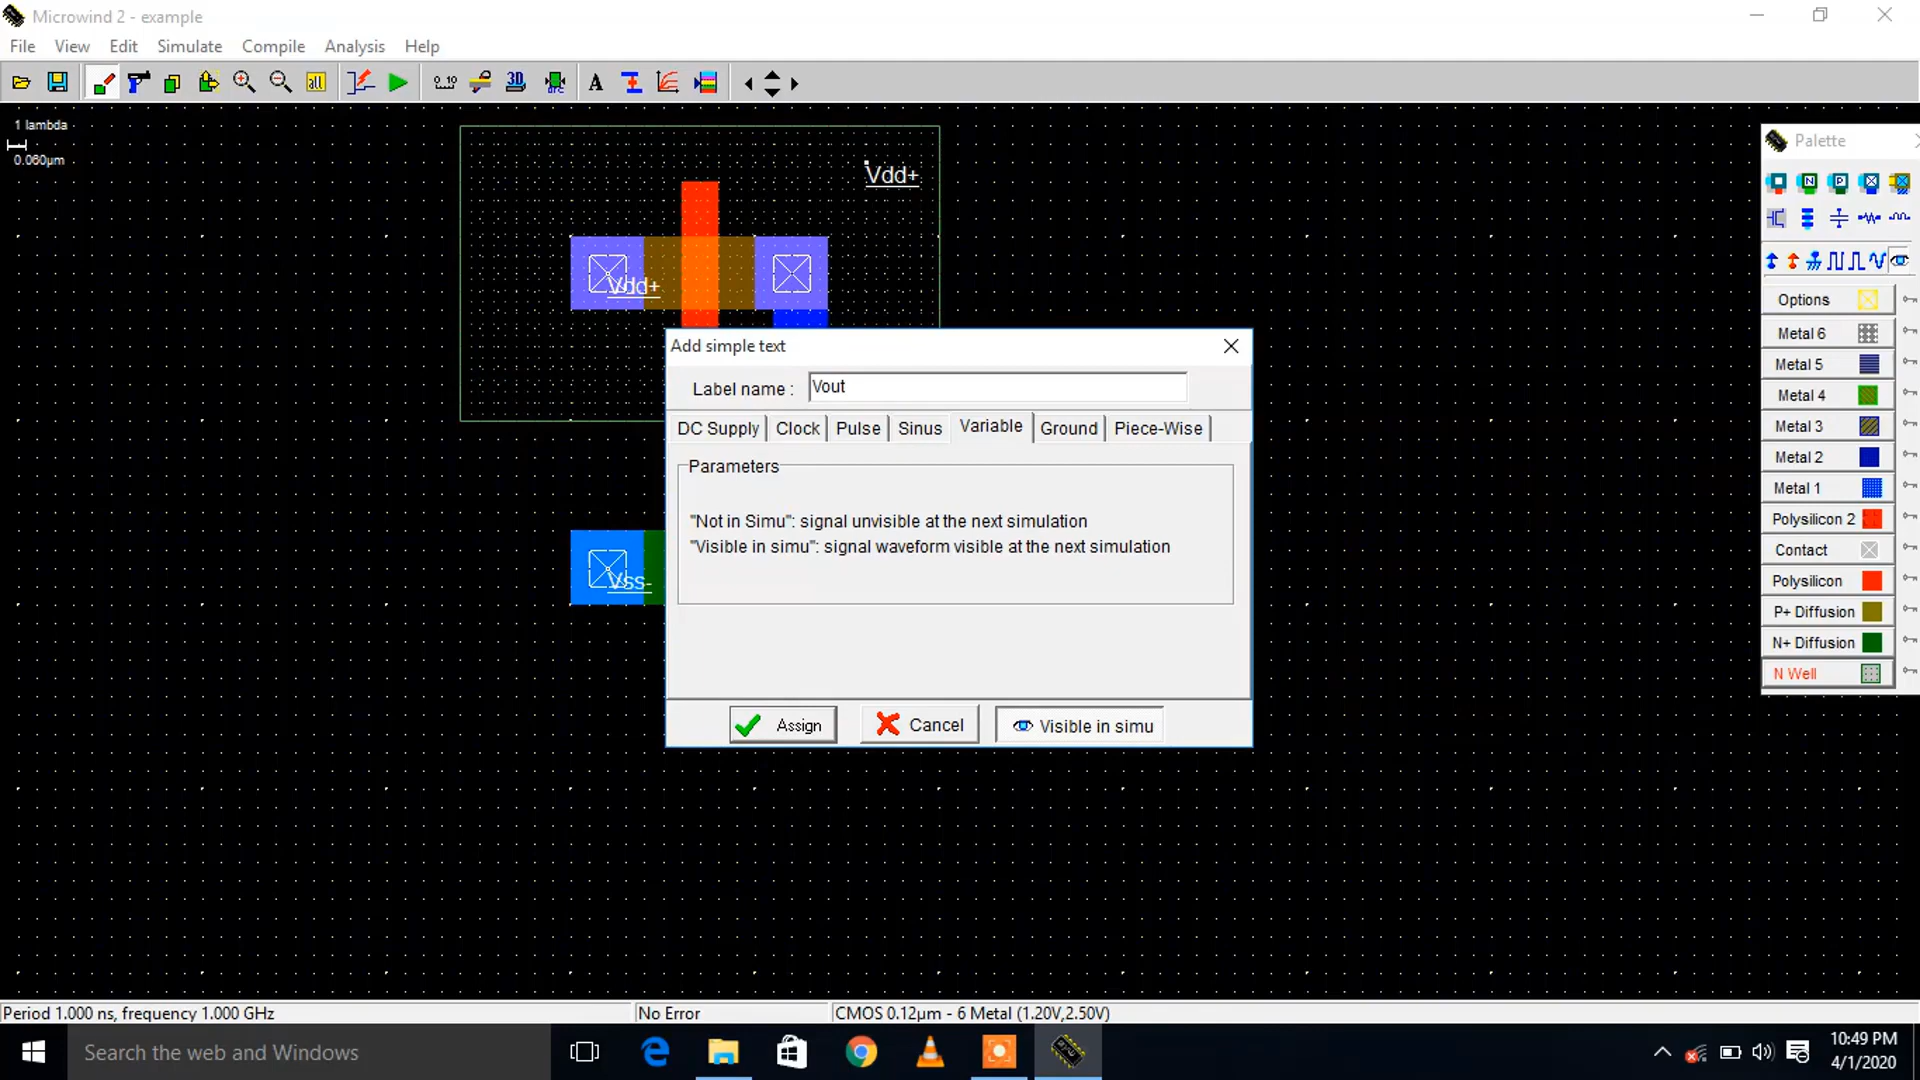 Microwind 2 - example
File View Edit Simulate Compile Analysis Help
0.10 3D A
all
DRC
1 lambda
0.060µm
Vdd+
Vdd+
Vss-
Add simple text
Label name : Vout
DC Supply Clock Pulse Sinus Variable Ground Piece-Wise
Parameters
"Not in Simu": signal unvisible at the next simulation
"Visible in simu": signal waveform visible at the next simulation
Assign Cancel Visible in simu
Palette
N P
Options
Metal 6
Metal 5
Metal 4
Metal 3
Metal 2
Metal 1
Polysilicon 2
Contact
Polysilicon
P+ Diffusion
N+ Diffusion
N Well
Period 1.000 ns, frequency 1.000 GHz No Error CMOS 0.12µm - 6 Metal (1.20V,2.50V)
Search the web and Windows
10:49 PM
4/1/2020